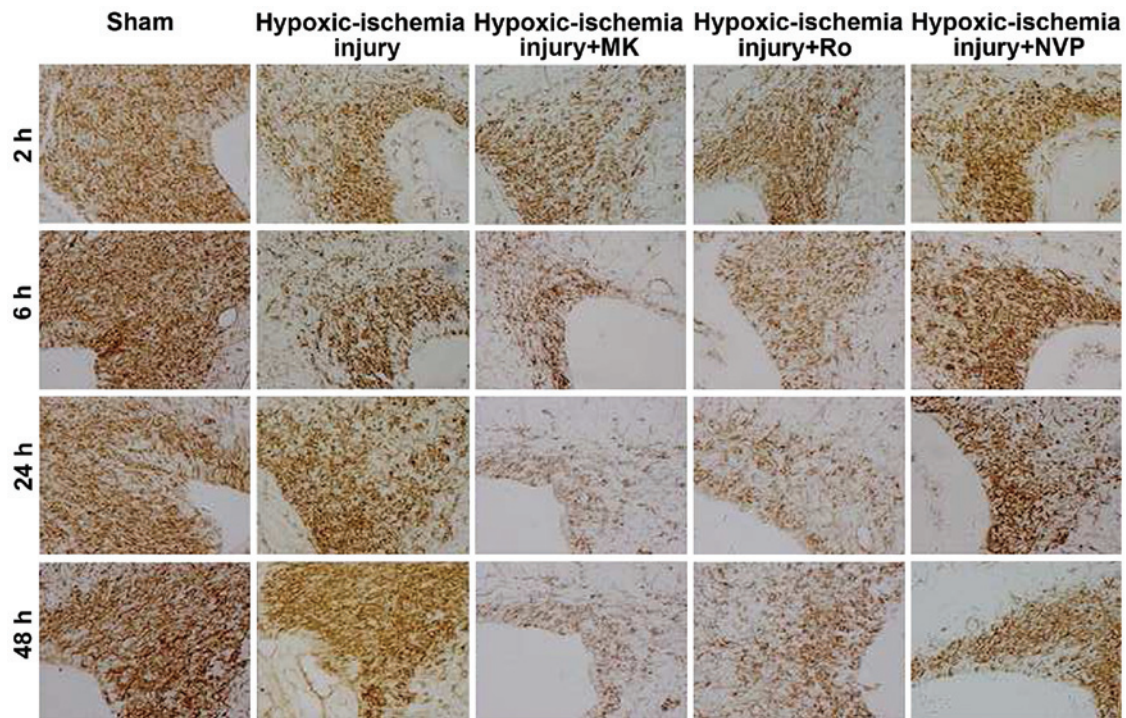 Sham
Hypoxic-ischemia
injury
Hypoxic-ischemia
injury+MK
Hypoxic-ischemia
injury+Ro
Hypoxic-ischemia
injury+NVP
2 h
6 h
24 h
48 h